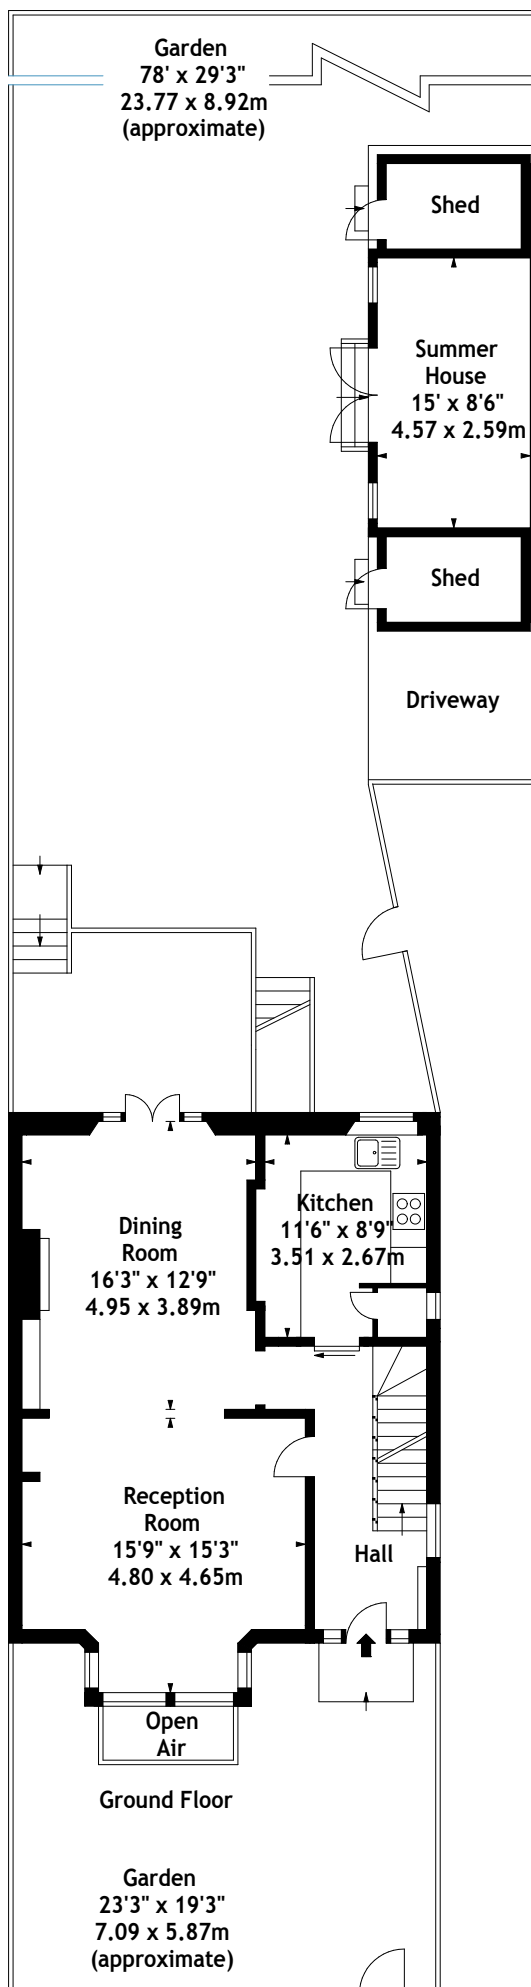 Garden
78' x 29'3"
23.77 x 8.92m
(approximate)
Shed
Summer
House
15' x 8'6"
4.57 x 2.59m
Shed
Driveway
Kitchen
11'6" x 8'9"
3.51 x 2.67m
Dining
Room
16'3" x 12'9"
4.95 x 3.89m
Reception
Room
15'9" x 15'3"
4.80 x 4.65m
Hall
Open
Air
Ground Floor
Garden
23'3" x 19'3"
7.09 x 5.87m
(approximate)